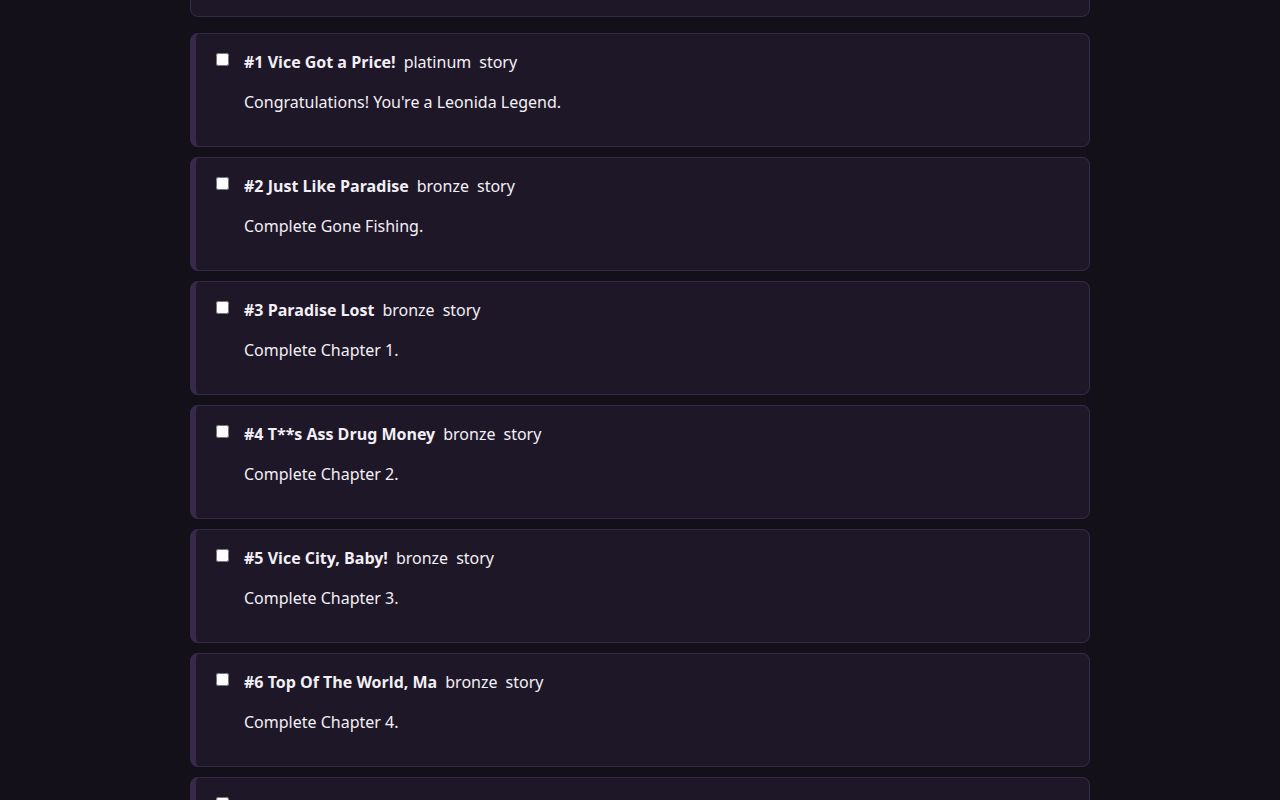 #1 Vice Got a Price! platinum story
Congratulations! You're a Leonida Legend.
#2 Just Like Paradise bronze story
Complete Gone Fishing.
#3 Paradise Lost bronze story
Complete Chapter 1.
#4 T**s Ass Drug Money bronze story
Complete Chapter 2.
#5 Vice City, Baby! bronze story
Complete Chapter 3.
#6 Top Of The World, Ma bronze story
Complete Chapter 4.